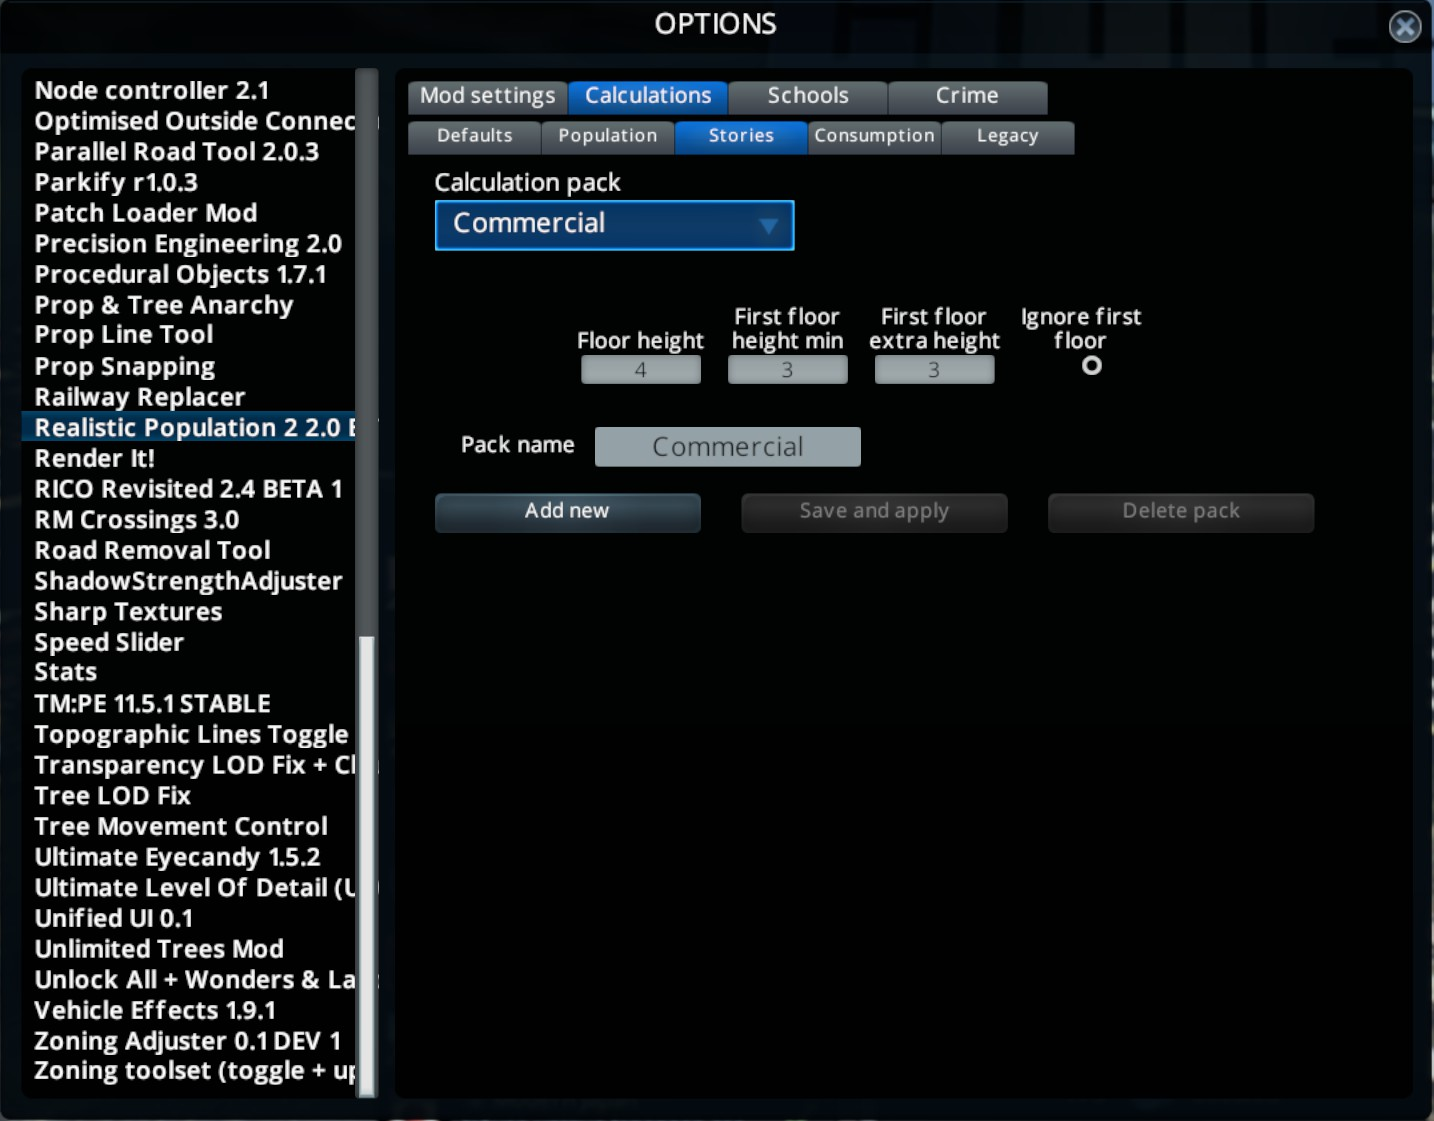 OPTIONS
Node controller 2.1
Optimised Outside Connec
Parallel Road Tool 2.0.3
Parkify r1.0.3
Patch Loader Mod
Precision Engineering 2.0
Procedural Objects 1.7.1
Prop & Tree Anarchy
Prop Line Tool
Prop Snapping
Railway Replacer
Realistic Population 2 2.0
Render It!
RICO Revisited 2.4 BETA 1
RM Crossings 3.0
Road Removal Tool
ShadowStrengthAdjuster
Sharp Textures
Speed Slider
Stats
TM:PE 11.5.1 STABLE
Topographic Lines Toggle
Transparency LOD Fix +
Tree LOD Fix
Tree Movement Control
Ultimate Eyecandy 1.5.2
Ultimate Level Of Detail (U
Unified UI 0.1
Unlimited Trees Mod
Unlock All + Wonders & La
Vehicle Effects 1.9.1
Zoning Adjuster 0.1 DEV 1
Zoning toolset (toggle + up
Mod settings Calculations Schools Crime
Defaults Population Stories Consumption Legacy
Calculation pack
Commercial
Floor height
First floor
height min
First floor
extra height
Ignore first
floor
4 3 3
Pack name Commercial
Add new Save and apply Delete pack